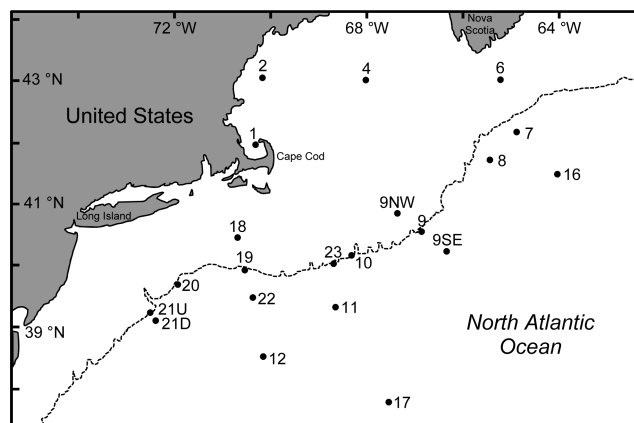 Nova
Scotia
72 °W
68 °W
64 °W
43 °N
2
4
6
United States
1
Cape Cod
7
8
16
41 °N
Long Island
9NW
9
18
9SE
23
10
19
20
22
11
21U
21D
39 °N
North Atlantic
Ocean
12
17